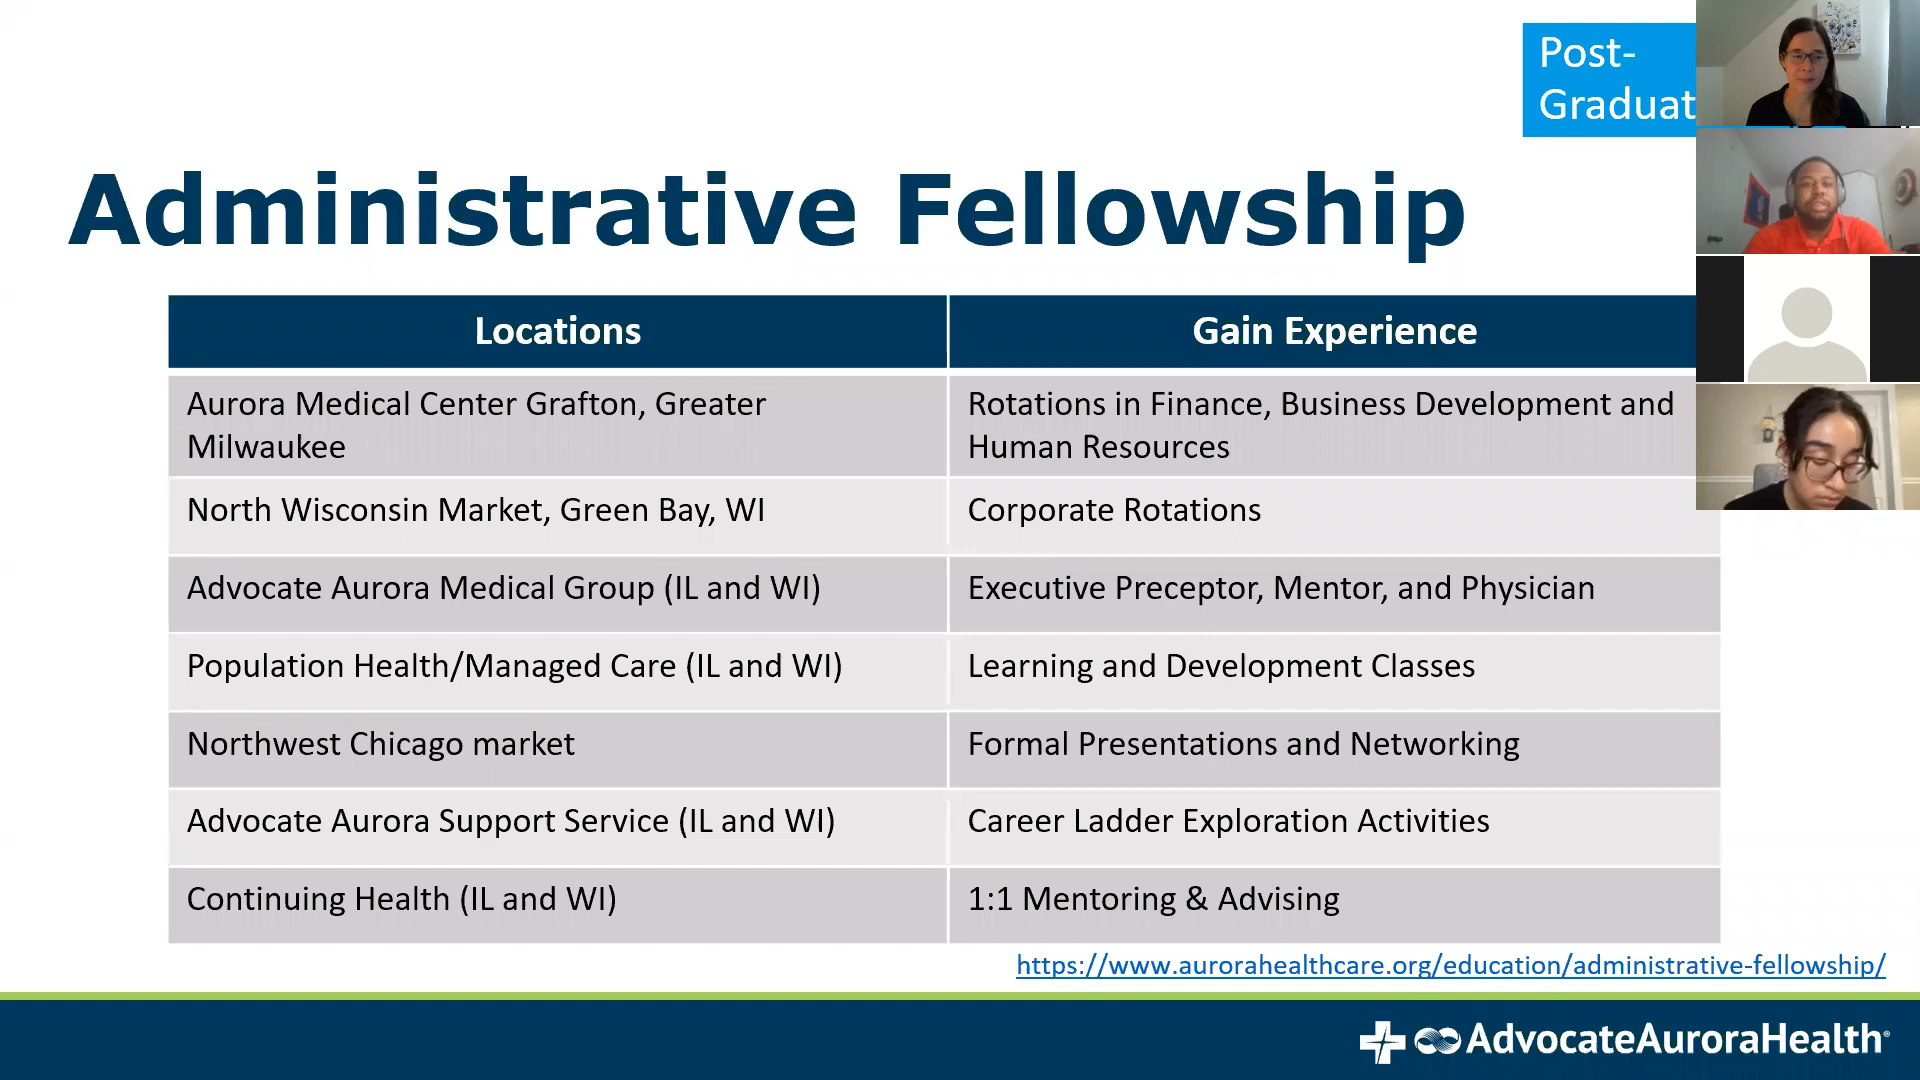 Post-
Graduat
Administrative Fellowship
Locations
Gain Experience
Aurora Medical Center Grafton, Greater
Milwaukee
Rotations in Finance, Business Development and
Human Resources
North Wisconsin Market, Green Bay, WI
Corporate Rotations
Advocate Aurora Medical Group (IL and WI)
Executive Preceptor, Mentor, and Physician
Population Health/Managed Care (IL and WI)
Learning and Development Classes
Northwest Chicago market
Formal Presentations and Networking
Advocate Aurora Support Service (IL and WI)
Career Ladder Exploration Activities
Continuing Health (IL and WI)
1:1 Mentoring & Advising
https://www.aurorahealthcare.org/education/administrative-fellowship/
AdvocateAuroraHealth®